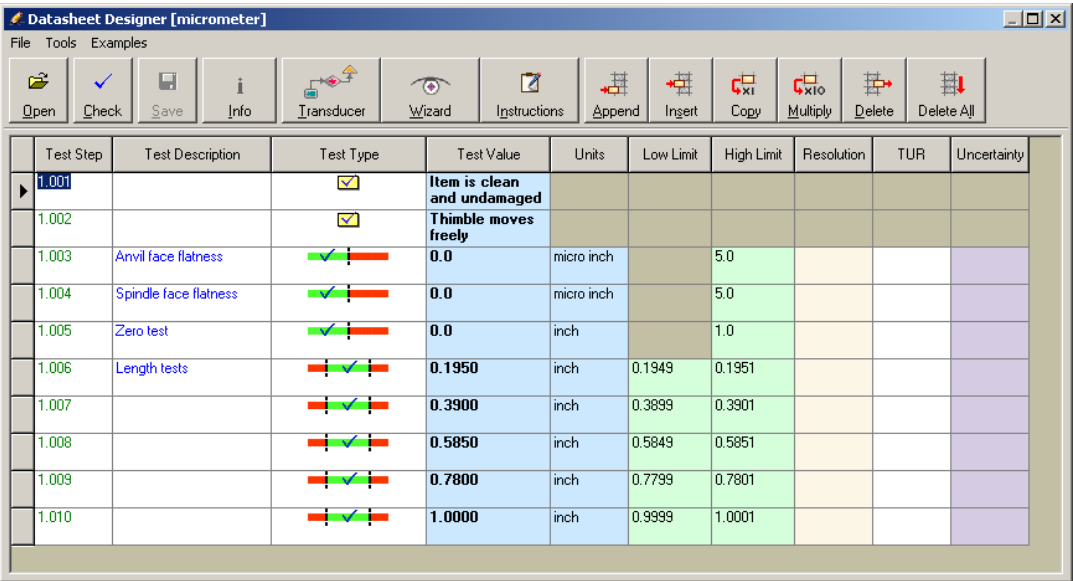 Datasheet Designer [micrometer]
File Tools Examples
Open Check Save Info Transducer Wizard Instructions Append Insert Copy Multiply Delete Delete All
x1 x10
Test Step Test Description Test Type Test Value Units Low Limit High Limit Resolution TUR Uncertainty
1.001 Item is clean
and undamaged
1.002 Thimble moves
freely
1.003 Anvil face flatness 0.0 micro inch 5.0
1.004 Spindle face flatness 0.0 micro inch 5.0
1.005 Zero test 0.0 inch 1.0
1.006 Length tests 0.1950 inch 0.1949 0.1951
1.007 0.3900 inch 0.3899 0.3901
1.008 0.5850 inch 0.5849 0.5851
1.009 0.7800 inch 0.7799 0.7801
1.010 1.0000 inch 0.9999 1.0001